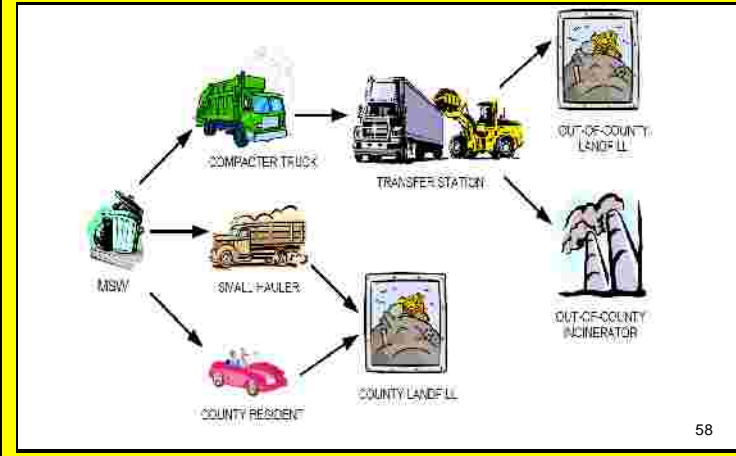 OUT-OF-COUNTY
LANDFILL
COMPACTER TRUCK
TRANSFER STATION
MSW
SMALL HAULER
OUT-OF-COUNTY
INCINERATOR
COUNTY LANDFILL
COUNTY RESIDENT
58